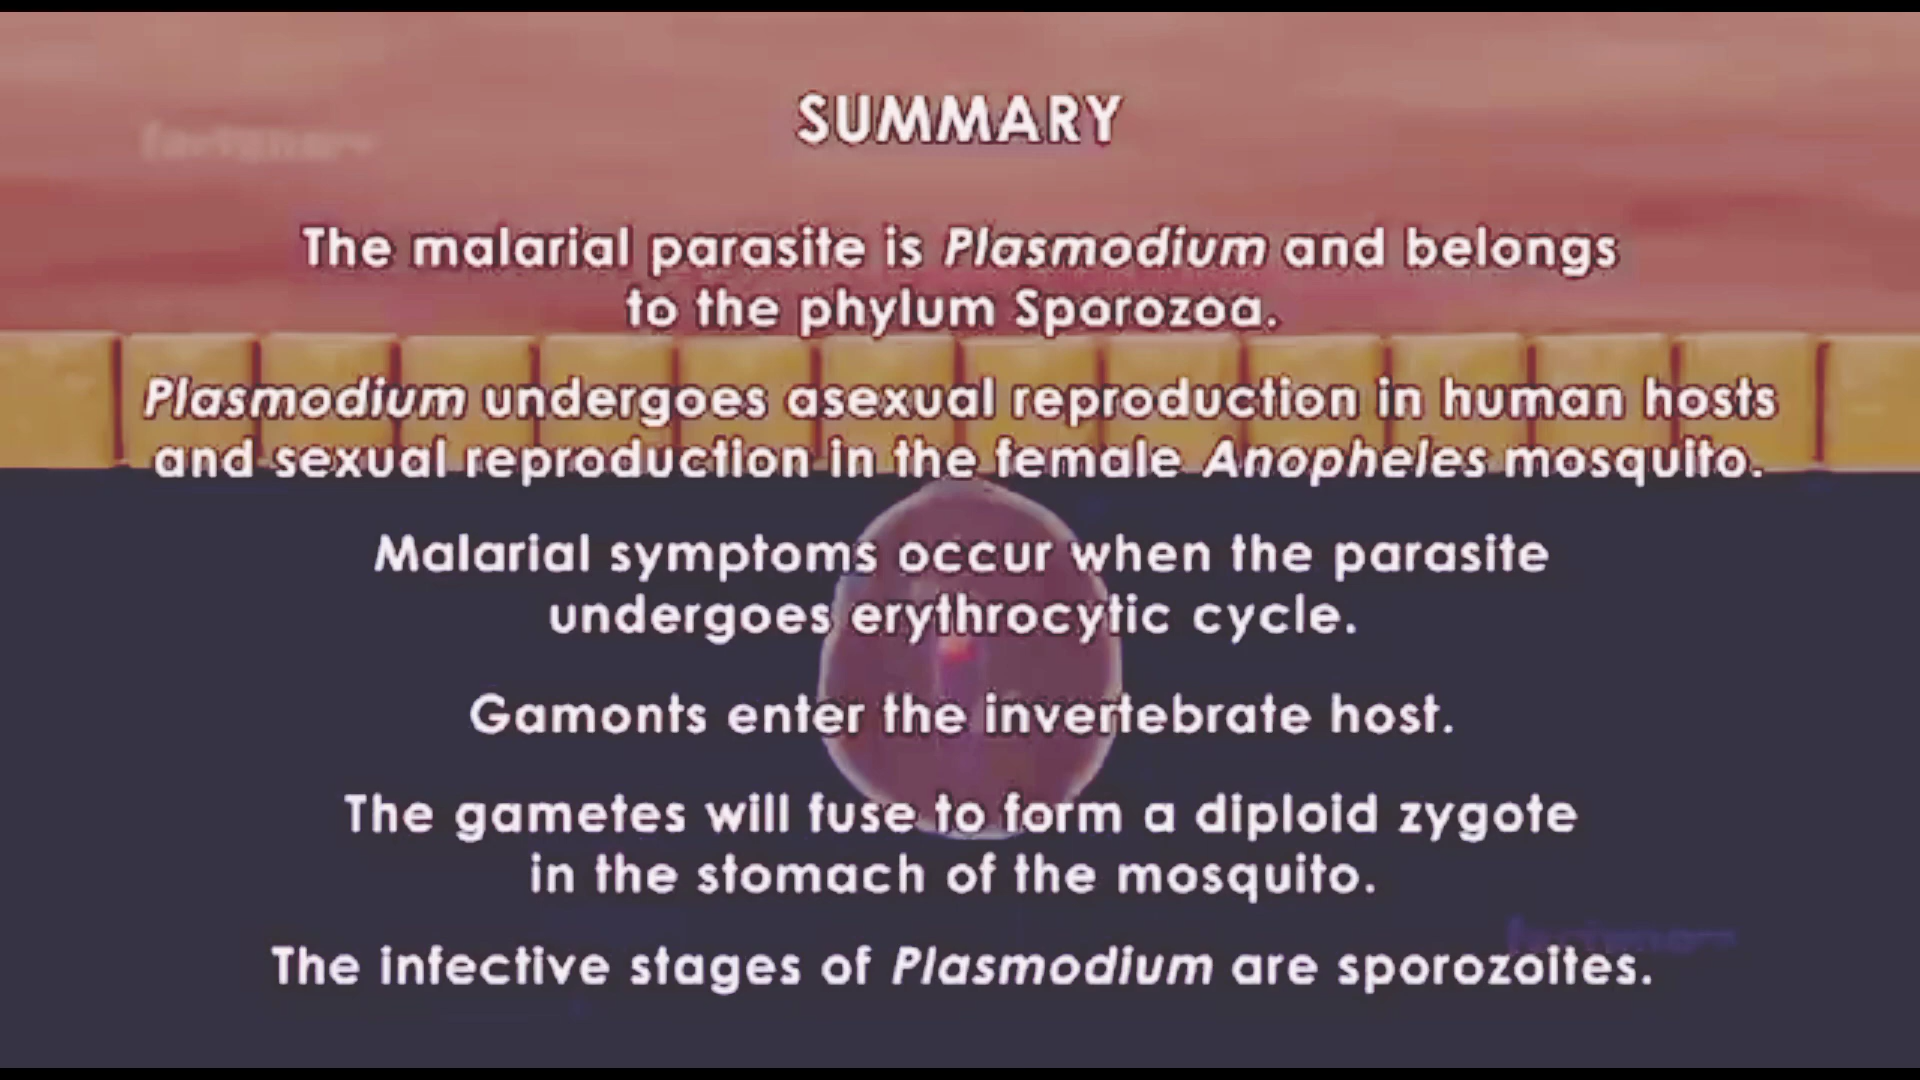 SUMMARY
The malarial parasite is Plasmodium and belongs
to the phylum Sporozoa.
Plasmodium undergoes asexual reproduction in human hosts
and sexual reproduction in the female Anopheles mosquito.
Malarial symptoms occur when the parasite
undergoes erythrocytic cycle.
Gamonts enter the invertebrate host.
The gametes will fuse to form a diploid zygote
in the stomach of the mosquito.
The infective stages of Plasmodium are sporozoites.